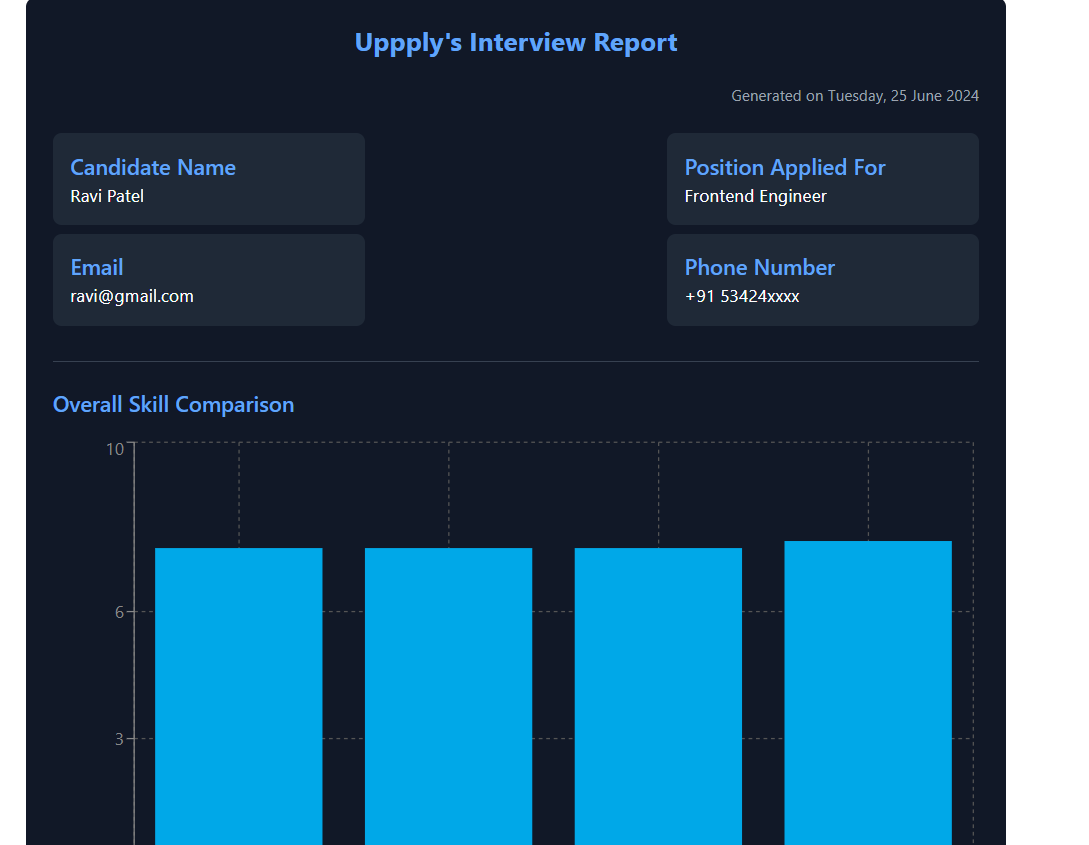 Uppply's Interview Report
Generated on Tuesday, 25 June 2024
Candidate Name
Ravi Patel
Position Applied For
Frontend Engineer
Email
ravi@gmail.com
Phone Number
+91 53424xxxx
Overall Skill Comparison
10
6
3